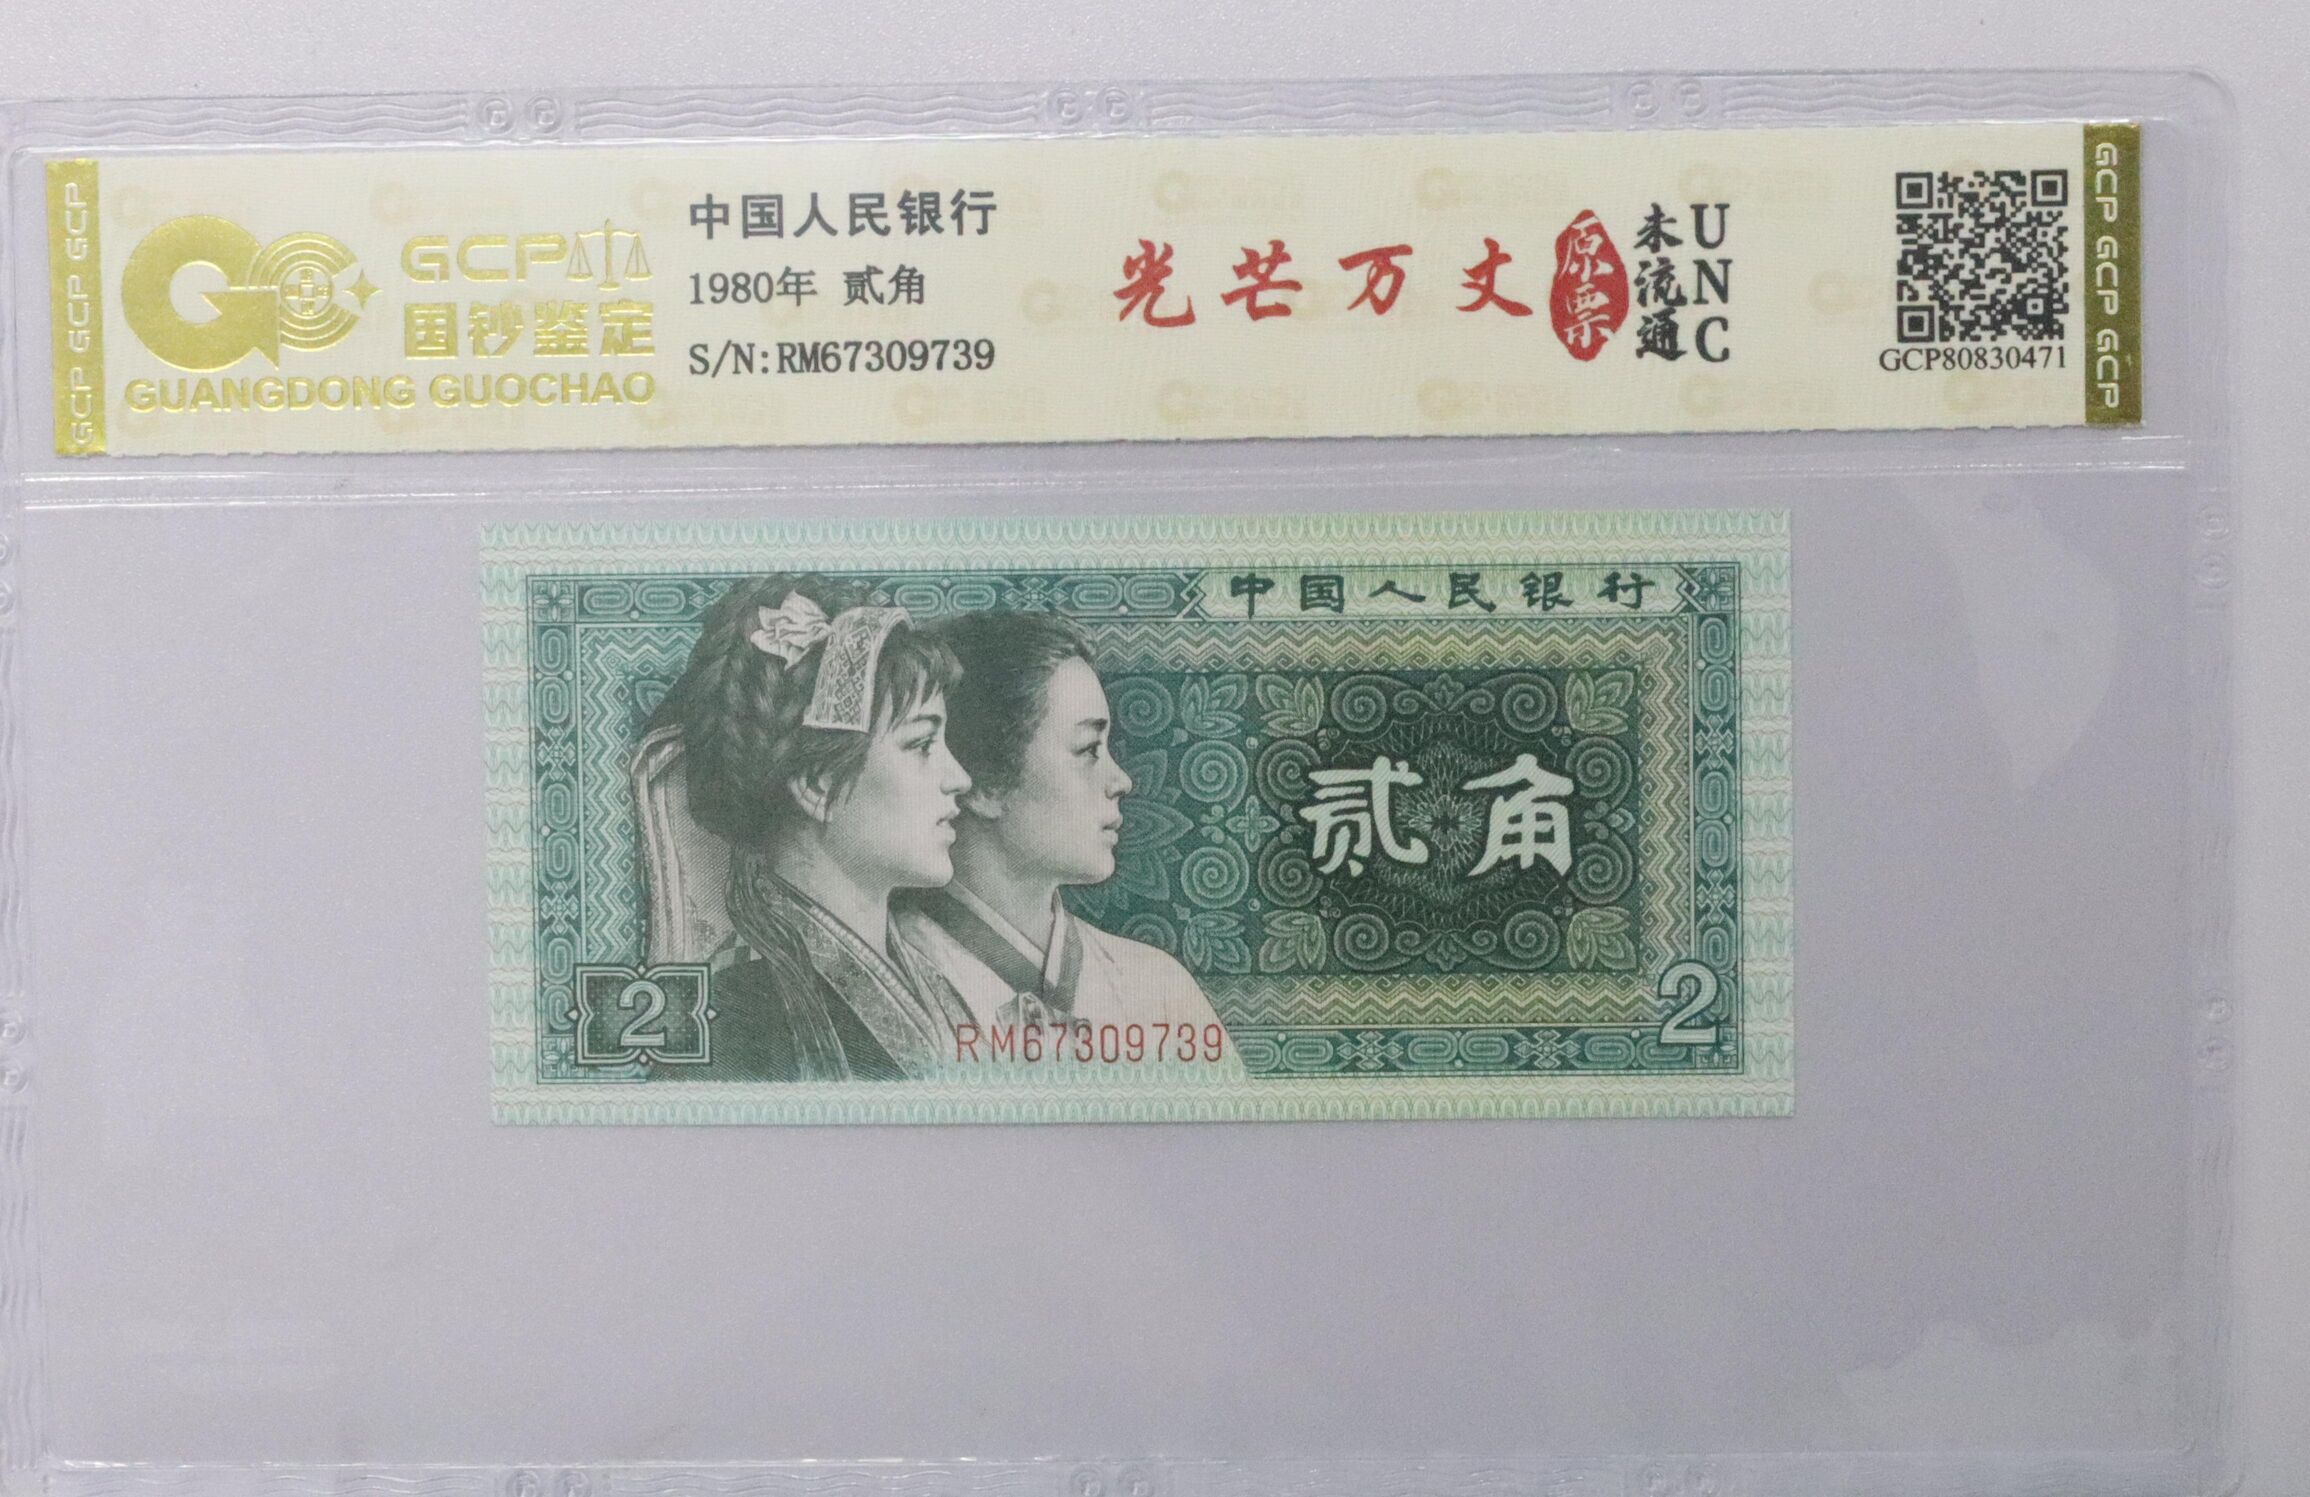 GCP GCP GCP
GCP
国钞鉴定
GUANGDONG GUOCHAO
中国人民银行
1980年 贰角
S/N:RM67309739
光芒万丈
原票
未流通
UNC
GCP80830471
GCP GCP GCP
中国人民银行
贰角
2
RM67309739
2